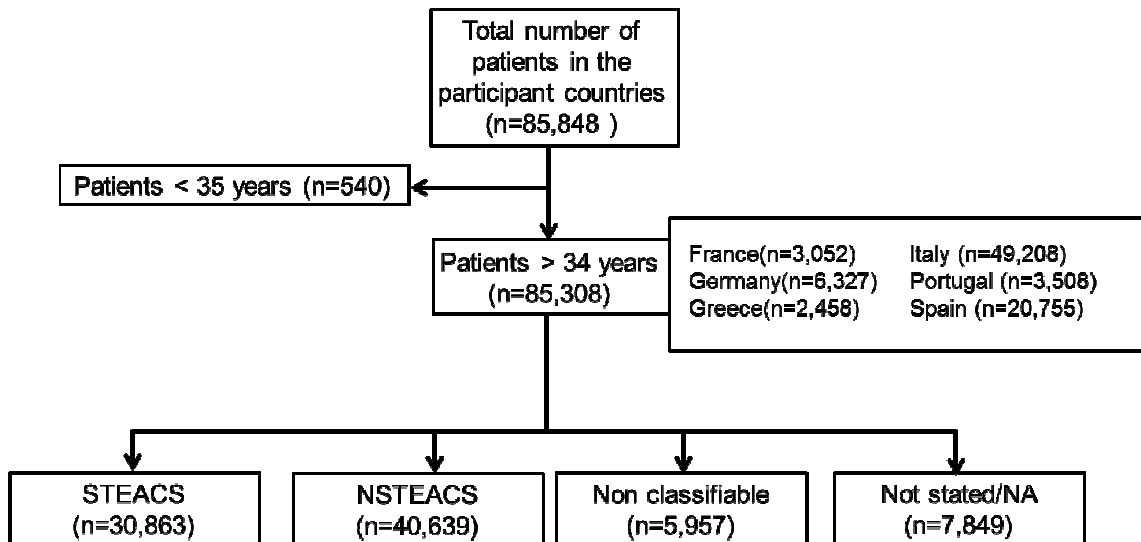 Total number of
patients in the
participant countries
(n=85,848 )
Patients < 35 years (n=540)
Patients > 34 years
(n=85,308)
France(n=3,052) Italy (n=49,208)
Germany(n=6,327) Portugal (n=3,508)
Greece(n=2,458) Spain (n=20,755)
STEACS
(n=30,863)
NSTEACS
(n=40,639)
Non classifiable
(n=5,957)
Not stated/NA
(n=7,849)